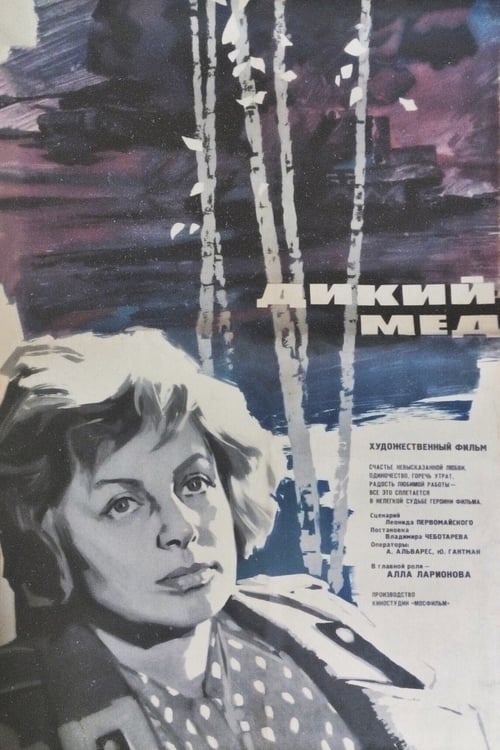 ДИКИЙ
МЕД
ХУДОЖЕСТВЕННЫЙ ФИЛЬМ
СЧАСТЬЕ НЕВЫСКАЗАННОЙ ЛЮБВИ,
ОДИНОЧЕСТВО, ГОРЕЧЬ УТРАТ,
РАДОСТЬ ЛЮБИМОЙ РАБОТЫ —
ВСЕ ЭТО СПЛЕТАЕТСЯ
В НЕЛЕГКОЙ СУДЬБЕ ГЕРОИНИ ФИЛЬМА.
Сценарий
Леонида ПЕРВОМАЙСКОГО
Постановка
Владимира ЧЕБОТАРЕВА
Операторы:
А. АЛЬВАРЕС, Ю. ГАНТМАН
В главной роли —
АЛЛА ЛАРИОНОВА
ПРОИЗВОДСТВО
КИНОСТУДИИ «МОСФИЛЬМ»